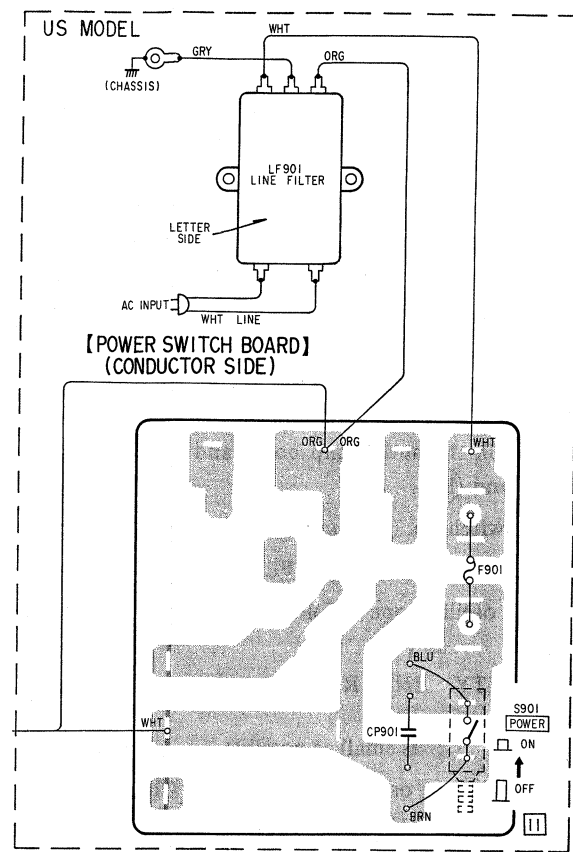 US MODEL
WHT
GRY
ORG
(CHASSIS)
LF901
LINE FILTER
LETTER
SIDE
AC INPUT
WHT LINE
【POWER SWITCH BOARD】
(CONDUCTOR SIDE)
ORG ORG
WHT
F901
BLU
S901
POWER
WHT
CP901
ON
OFF
BRN
11